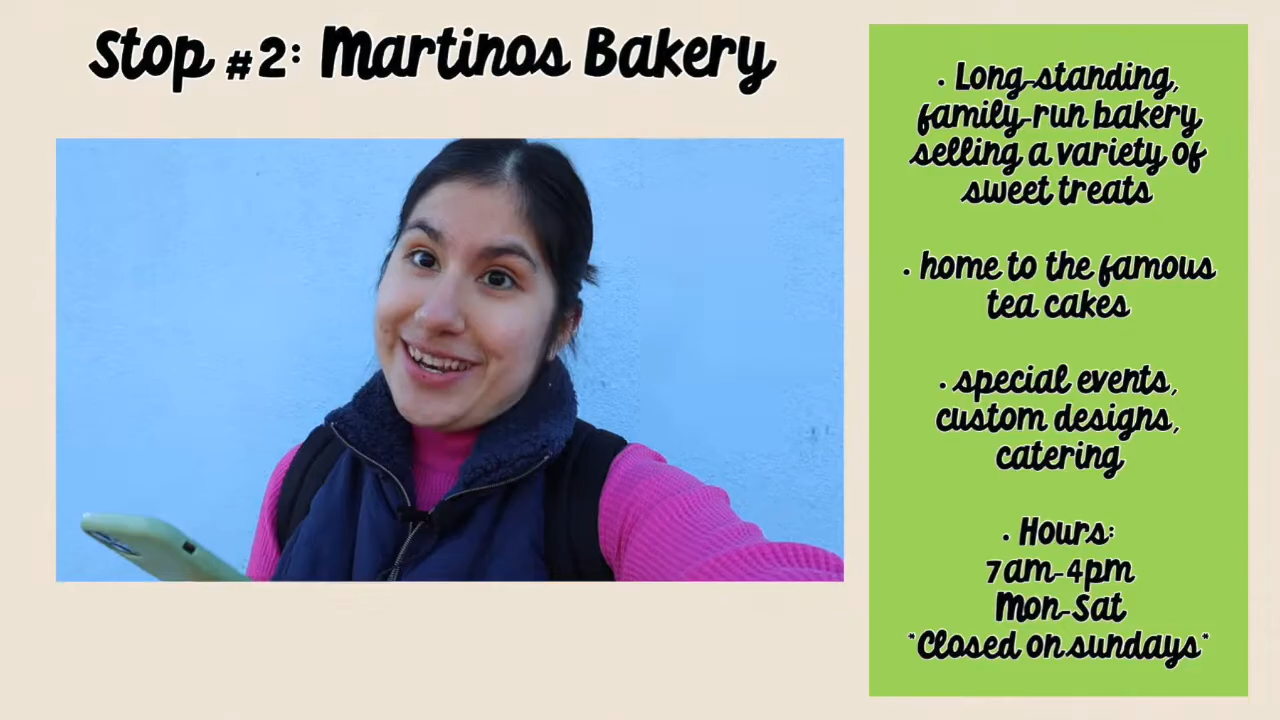 Stop #2: Martinos Bakery
• Long-standing,
family-run bakery
selling a variety of
sweet treats
• home to the famous
tea cakes
• special events,
custom designs,
catering
• Hours:
7am-4pm
Mon-Sat
*Closed on sundays*